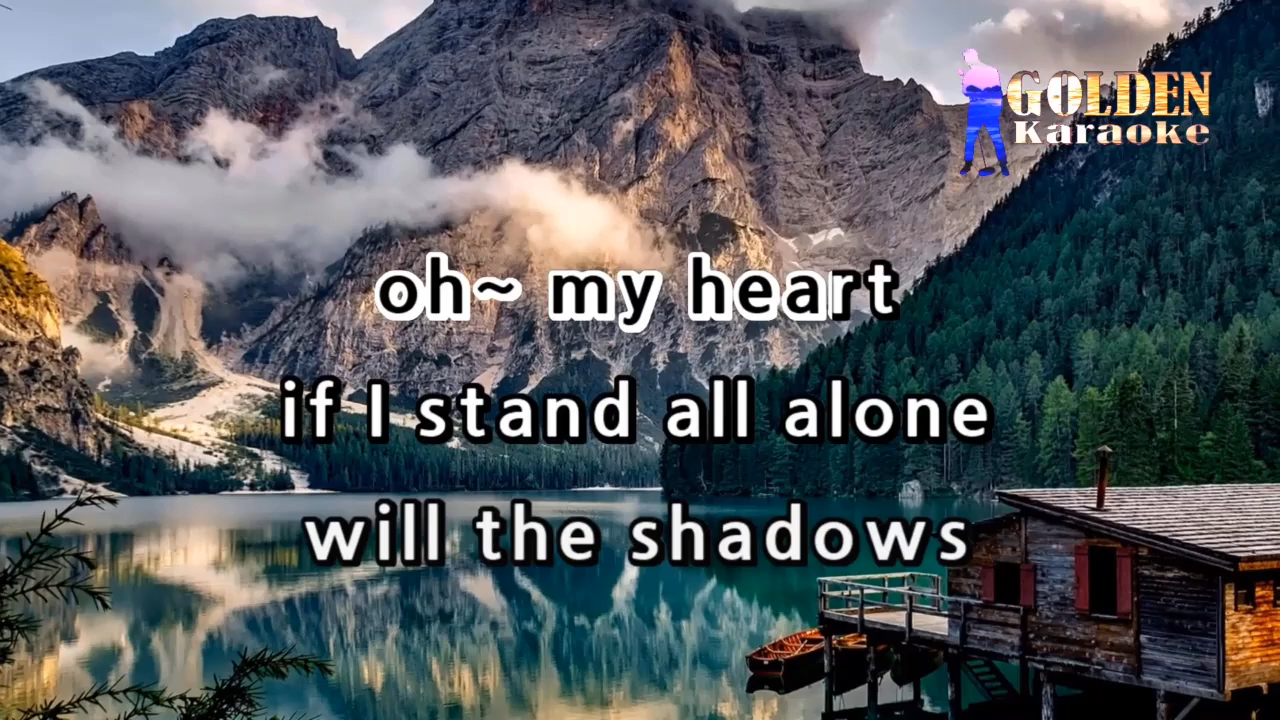 GOLDEN
Karaoke
oh~ my heart
if I stand all alone
will the shadows